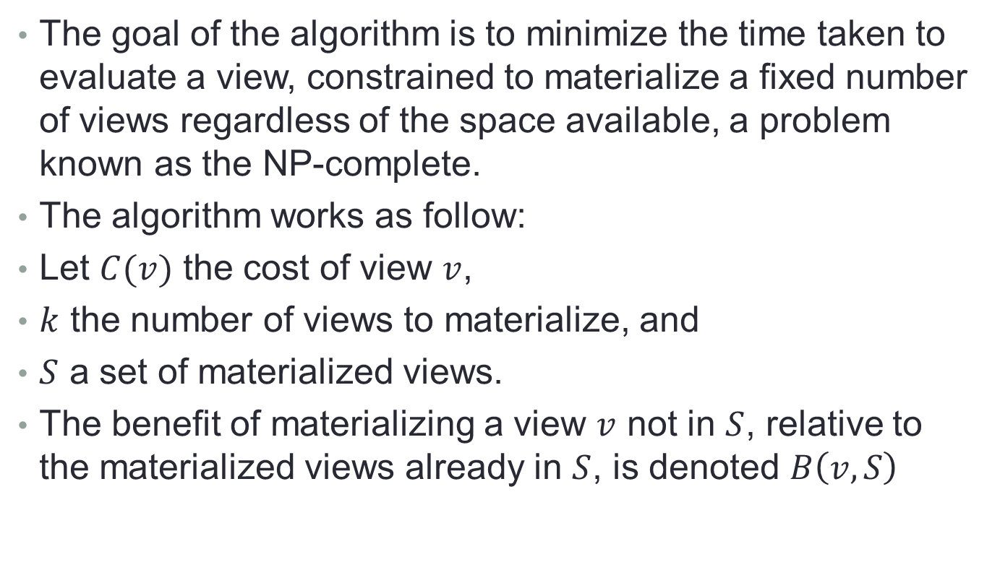 • The goal of the algorithm is to minimize the time taken to
evaluate a view, constrained to materialize a fixed number
of views regardless of the space available, a problem
known as the NP-complete.
• The algorithm works as follow:
• Let 𝐶(𝑣) the cost of view 𝑣,
• 𝑘 the number of views to materialize, and
• 𝑆 a set of materialized views.
• The benefit of materializing a view 𝑣 not in 𝑆, relative to
the materialized views already in 𝑆, is denoted 𝐵(𝑣, 𝑆)